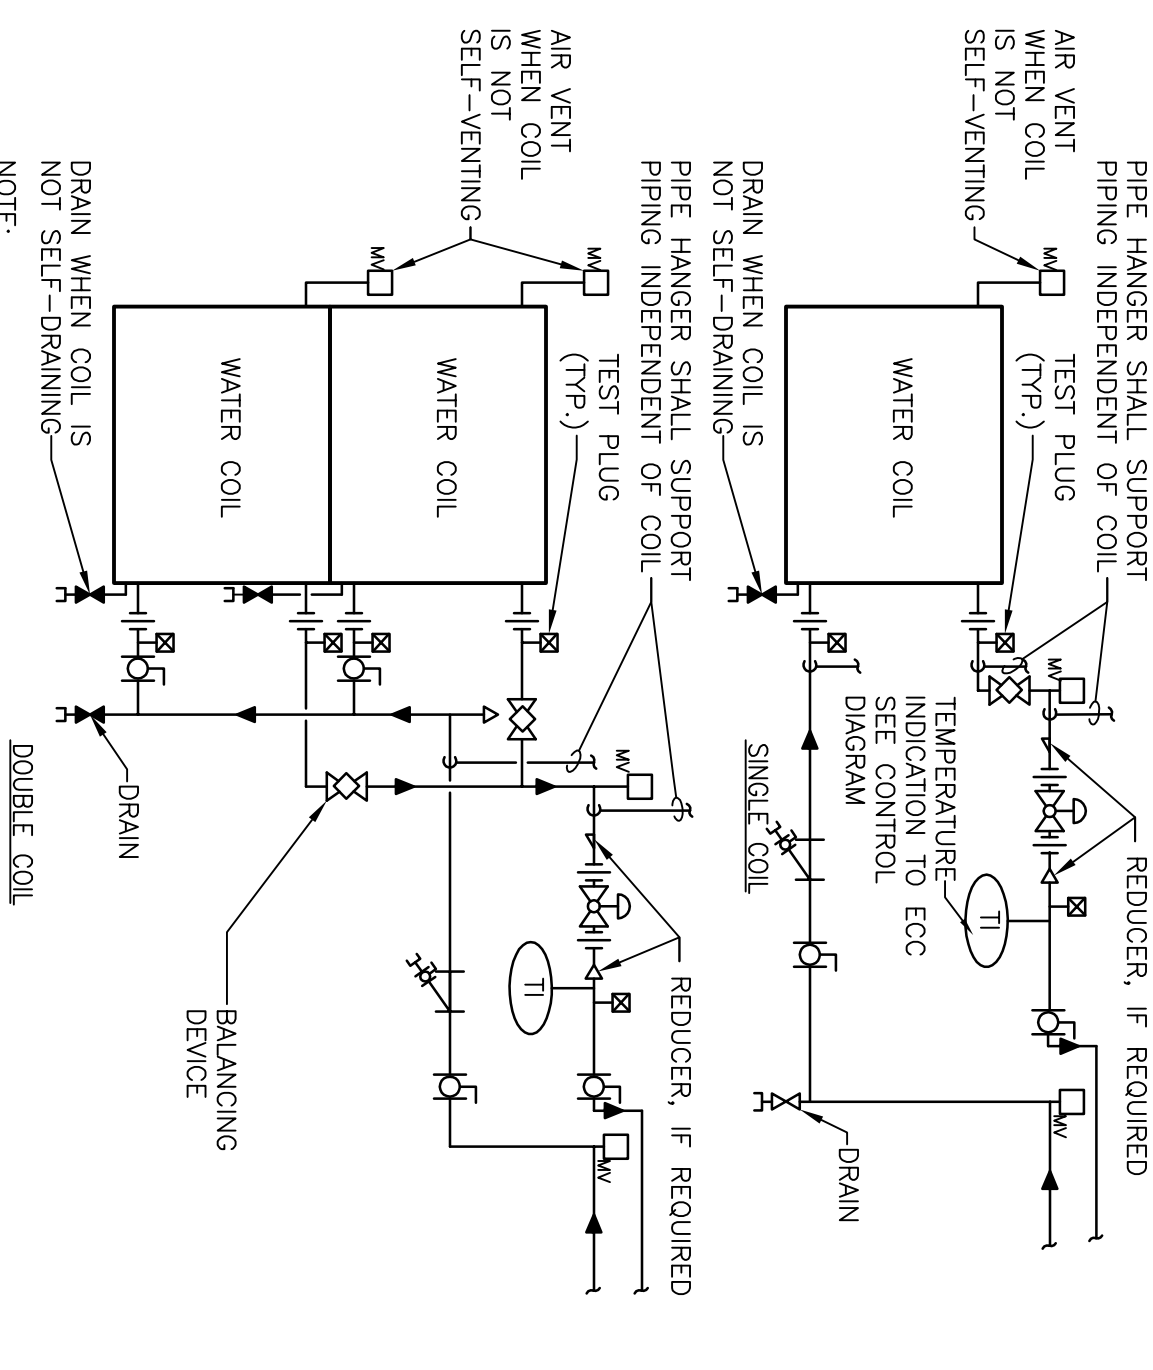 PIPE HANGER SHALL SUPPORT
PIPING INDEPENDENT OF COIL
AIR VENT
WHEN COIL
IS NOT
SELF-VENTING
MV
TEST PLUG
(TYP.)
MV
REDUCER, IF REQUIRED
WATER COIL
TEMPERATURE
INDICATION TO ECC
SEE CONTROL
DIAGRAM
TI
MV
DRAIN
DRAIN WHEN COIL IS
NOT SELF-DRAINING
SINGLE COIL
PIPE HANGER SHALL SUPPORT
PIPING INDEPENDENT OF COIL
AIR VENT
WHEN COIL
IS NOT
SELF-VENTING
MV
MV
TEST PLUG
(TYP.)
MV
REDUCER, IF REQUIRED
WATER COIL
WATER COIL
TI
MV
BALANCING
DEVICE
DRAIN
DRAIN WHEN COIL IS
NOT SELF-DRAINING
DOUBLE COIL
NOTE: